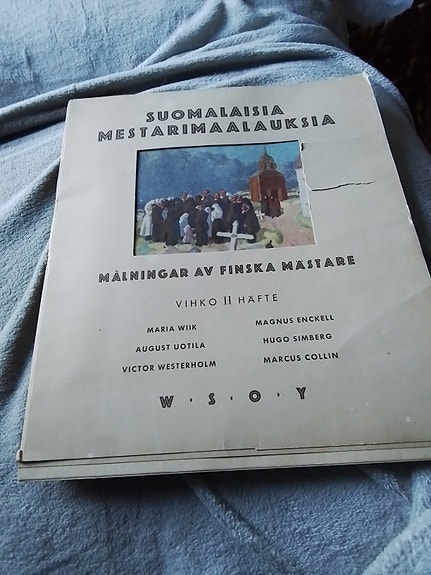 SUOMALAISIA
MESTARIMAALAUKSIA
MÅLNINGAR AV FINSKA MÄSTARE
VIHKO II HÄFTE
MARIA WIIK
AUGUST UOTILA
VICTOR WESTERHOLM
MAGNUS ENCKELL
HUGO SIMBERG
MARCUS COLLIN
W·S·O·Y